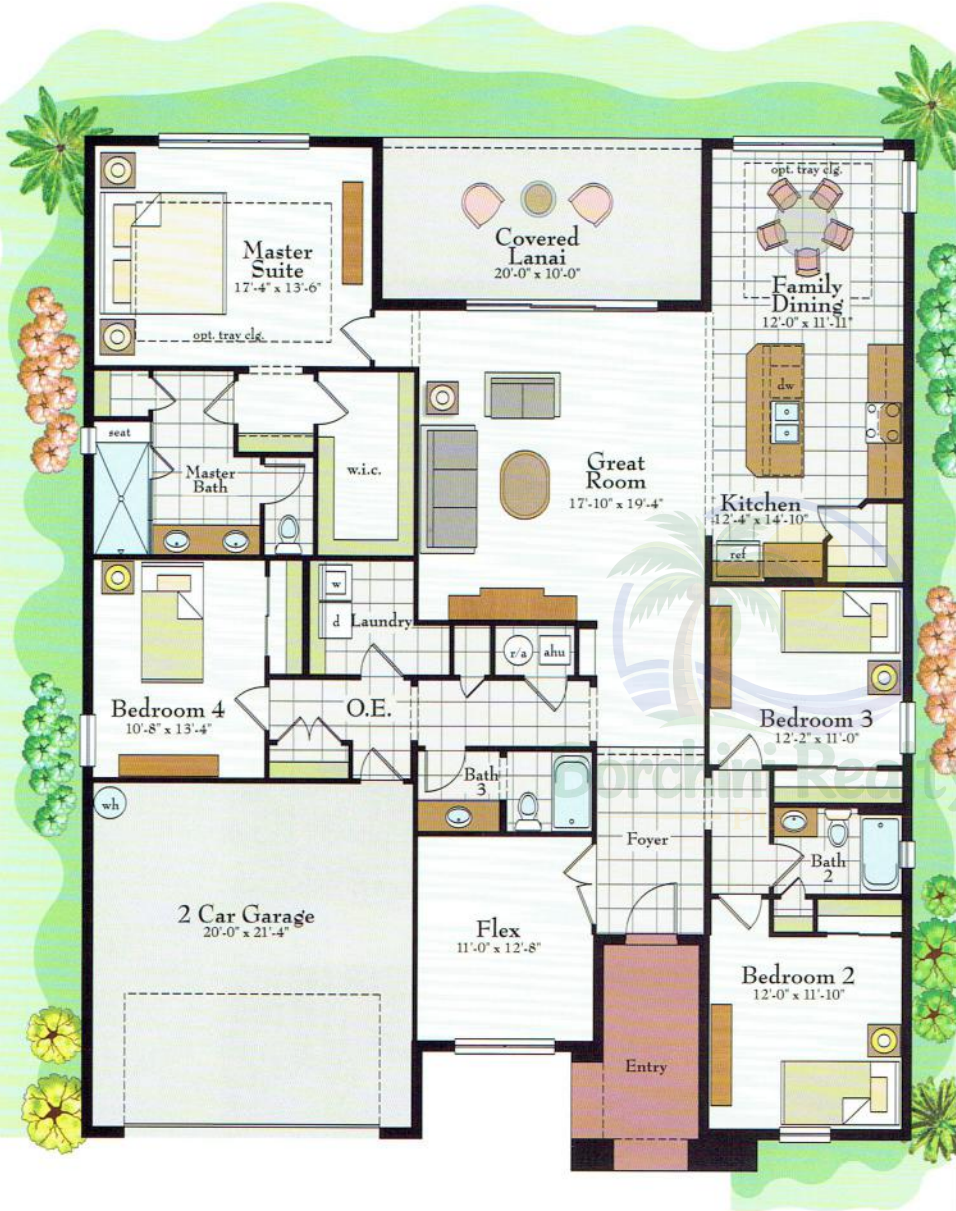 opt. tray clg.
Covered
Lanai
20'-0" x 10'-0"
Master
Suite
17'-4" x 13'-6"
opt. tray clg.
Family
Dining
12'-0" x 11'-11"
dw
seat
Master
Bath
w.i.c.
Great
Room
17'-10" x 19'-4"
Kitchen
12'-4" x 14'-10"
ref
w
d
Laundry
r/a
ahu
Bedroom 4
10'-8" x 13'-4"
O.E.
Bedroom 3
12'-2" x 11'-0"
Borchini Realt
Bath
3
wh
Foyer
Bath
2
2 Car Garage
20'-0" x 21'-4"
Flex
11'-0" x 12'-8"
Bedroom 2
12'-0" x 11'-10"
Entry